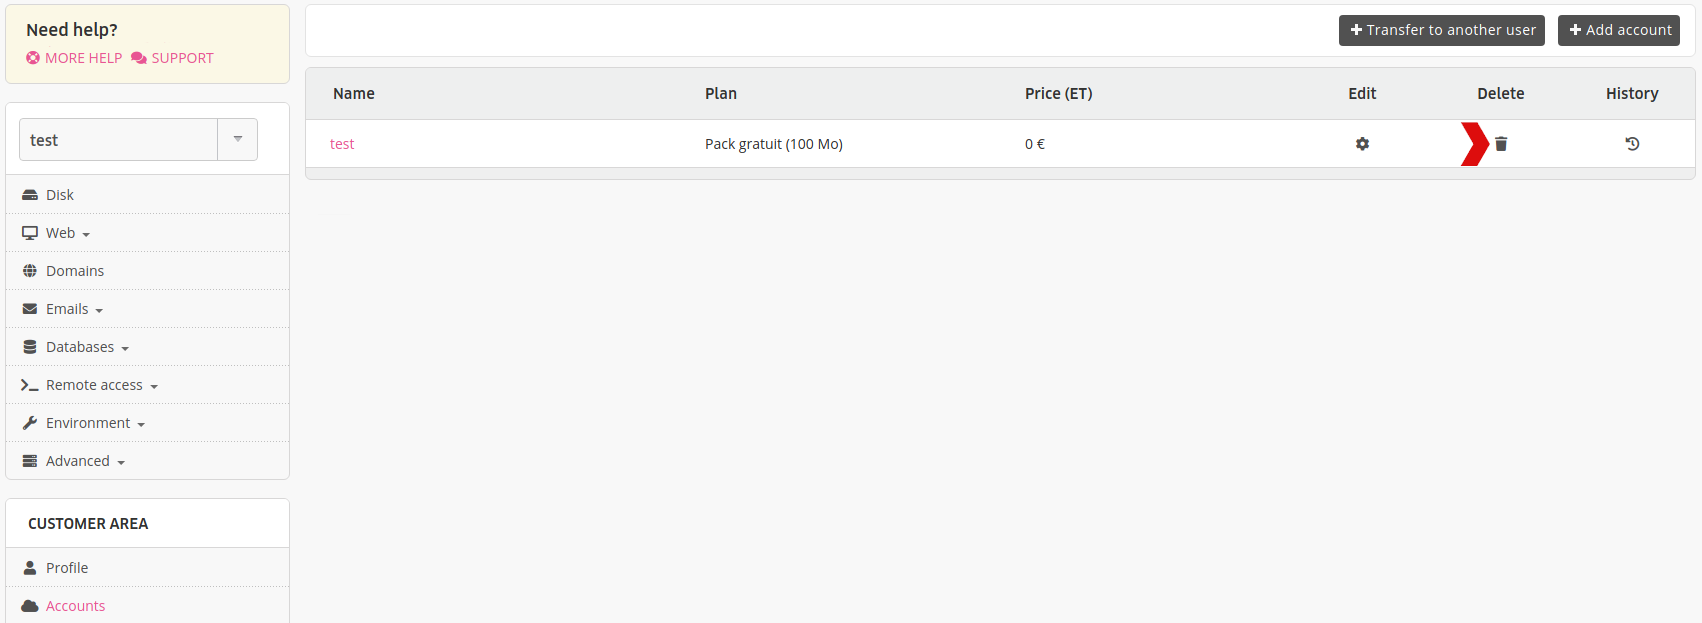 Need help?
MORE HELP SUPPORT
test
Disk
Web
Domains
Emails
Databases
Remote access
Environment
Advanced
CUSTOMER AREA
Profile
Accounts
Transfer to another user Add account
Name Plan Price (ET) Edit Delete History
test Pack gratuit (100 Mo) 0 €